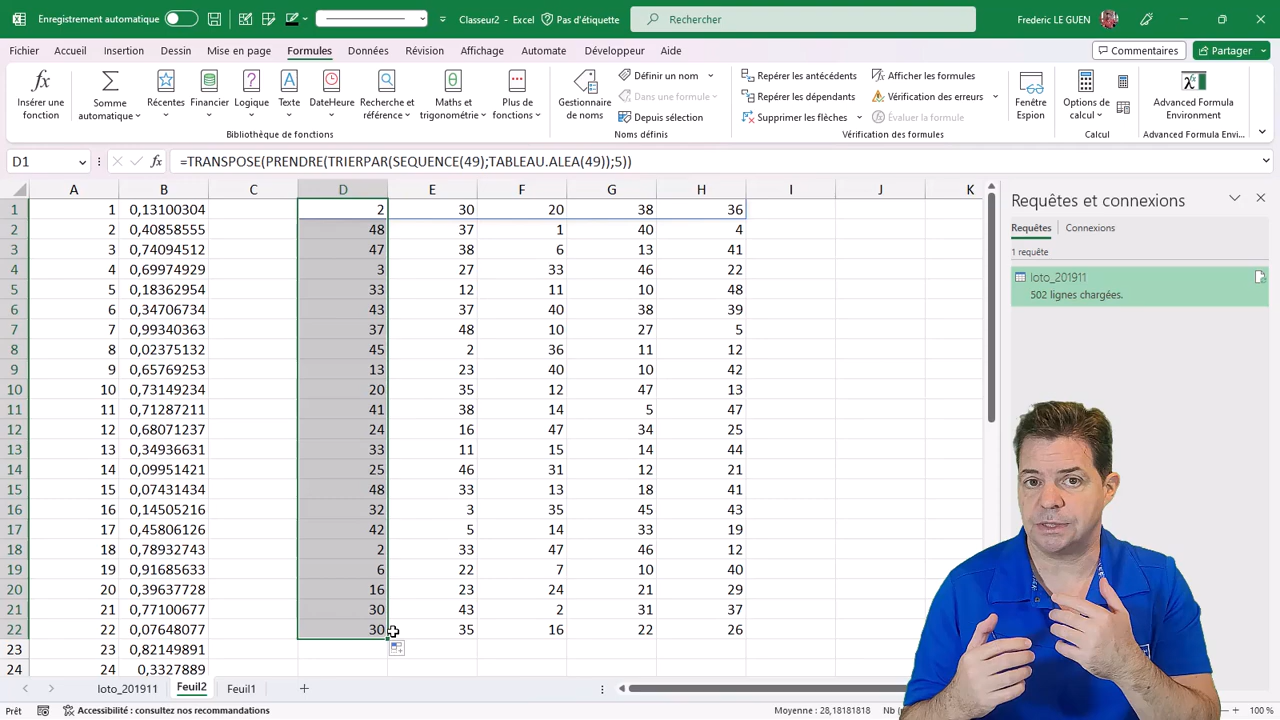 Enregistrement automatique
Classeur2 - Excel
Pas d'étiquette
Rechercher
Frederic LE GUEN
Fichier Accueil Insertion Dessin Mise en page Formules Données Révision Affichage Automate Développeur Aide
Commentaires
Partager
Insérer une fonction
Somme automatique
Récentes
Financier
Logique
Texte
DateHeure
Recherche et référence
Maths et trigonométrie
Plus de fonctions
Bibliothèque de fonctions
Gestionnaire de noms
Définir un nom
Dans une formule
Depuis sélection
Noms définis
Repérer les antécédents
Repérer les dépendants
Supprimer les flèches
Afficher les formules
Vérification des erreurs
Évaluer la formule
Vérification des formules
Fenêtre Espion
Options de calcul
Calcul
Advanced Formula Environment
Advanced Formula Envi
D1
=TRANSPOSE(PRENDRE(TRIERPAR(SEQUENCE(49);TABLEAU.ALEA(49));5))
A B C D E F G H I J K
1 1 0,13100304 2 30 20 38 36
2 2 0,40858555 48 37 1 40 4
3 3 0,74094512 47 38 6 13 41
4 4 0,69974929 3 27 33 46 22
5 5 0,18362954 33 12 11 10 48
6 6 0,34706734 43 37 40 38 39
7 7 0,99340363 37 48 10 27 5
8 8 0,02375132 45 2 36 11 12
9 9 0,65769253 13 23 40 10 42
10 10 0,73149234 20 35 12 47 13
11 11 0,71287211 41 38 14 5 47
12 12 0,68071237 24 16 47 34 25
13 13 0,34936631 33 11 15 14 44
14 14 0,09951421 25 46 31 12 21
15 15 0,07431434 48 33 13 18 41
16 16 0,14505216 32 3 35 45 43
17 17 0,45806126 42 5 14 33 19
18 18 0,78932743 2 33 47 46 12
19 19 0,91685633 6 22 7 10 40
20 20 0,39637728 16 23 24 21 29
21 21 0,77100677 30 43 2 31 37
22 22 0,07648077 30 35 16 22 26
23 23 0,82149891
24 24 0,3327889
Requêtes et connexions
Requêtes Connexions
1 requête
loto_201911
502 lignes chargées.
loto_201911 Feuil2 Feuil1
Prêt
Accessibilité : consultez nos recommandations
Moyenne : 28,18181818
Nb (
100 %